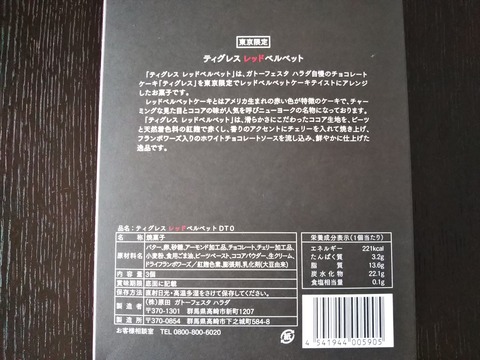 東京限定
ティグレス レッドベルベット
「ティグレス レッドベルベット」は、ガトーフェスタ ハラダ自慢のチョコレート
ケーキ「ティグレス」を東京限定でレッドベルベットケーキテイストにアレンジ
したお菓子です。
レッドベルベットケーキとはアメリカ生まれの赤い色が特徴のケーキで、チャー
ミングな見た目とココアの味が人気を呼びニューヨークの名物になっております。
「ティグレス レッドベルベット」は、滑らかさにこだわったココア生地を、ビーツ
と天然着色料の紅麹で赤くし、香りのアクセントにチェリーを入れて焼き上げ、
フランボワーズ入りのホワイトチョコレートソースを流し込み、鮮やかに仕上げた
逸品です。
品名：ティグレス レッドベルベット DT0
名称 焼菓子
原材料名 バター、卵、砂糖、アーモンド加工品、チョコレート、チェリー加工品、
小麦粉、食用ごま油、ビーツペースト、ココアパウダー、生クリーム、
ドライフランボワーズ／紅麹色素、膨張剤、乳化剤(大豆由来)
内容量 3個
賞味期限 底面に記載
保存方法 直射日光・高温多湿をさけて保存してください。
製造者 (株)原田 ガトーフェスタ ハラダ
〒370-1301 群馬県高崎市新町1207
製造所 〒370-0854 群馬県高崎市下之城町584-8
お客様相談室 TEL 0800-800-6020
栄養成分表示(1個当たり)
エネルギー 221kcal
たんぱく質 3.2g
脂質 13.6g
炭水化物 22.1g
食塩相当量 0.1g
紙
4 541944 005905